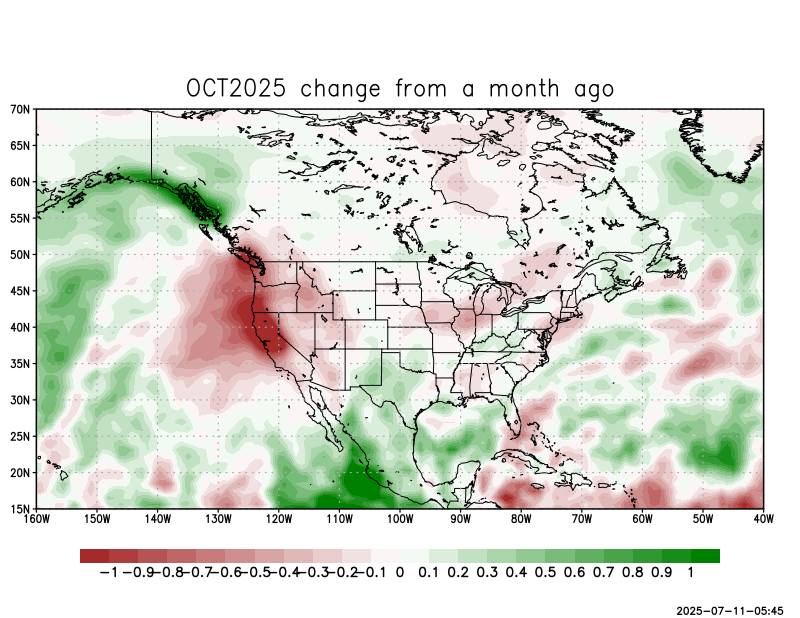 OCT2025 change from a month ago
70N
65N
60N
55N
50N
45N
40N
35N
30N
25N
20N
15N
160W 150W 140W 130W 120W 110W 100W 90W 80W 70W 60W 50W 40W
-1 -0.9 -0.8 -0.7 -0.6 -0.5 -0.4 -0.3 -0.2 -0.1 0 0.1 0.2 0.3 0.4 0.5 0.6 0.7 0.8 0.9 1
2025-07-11-05:45